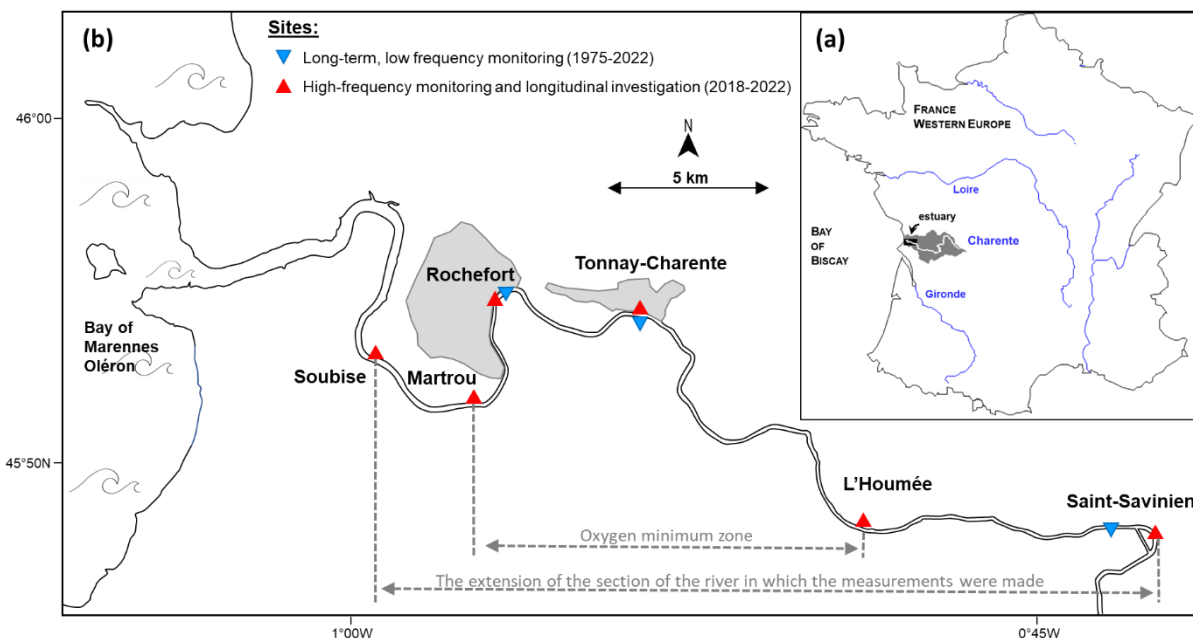 (b)
Sites:
Long-term, low frequency monitoring (1975-2022)
High-frequency monitoring and longitudinal investigation (2018-2022)
(a)
FRANCE
WESTERN EUROPE
Loire
estuary
Charente
BAY
OF
BISCAY
Gironde
46°00
N
5 km
Rochefort
Tonnay-Charente
Bay of
Marennes
Oléron
Soubise
Martrou
45°50
L'Houmée
Saint-Savinien
Oxygen minimum zone
The extension of the section of the river in which the measurements were made
1°00W
0°45W